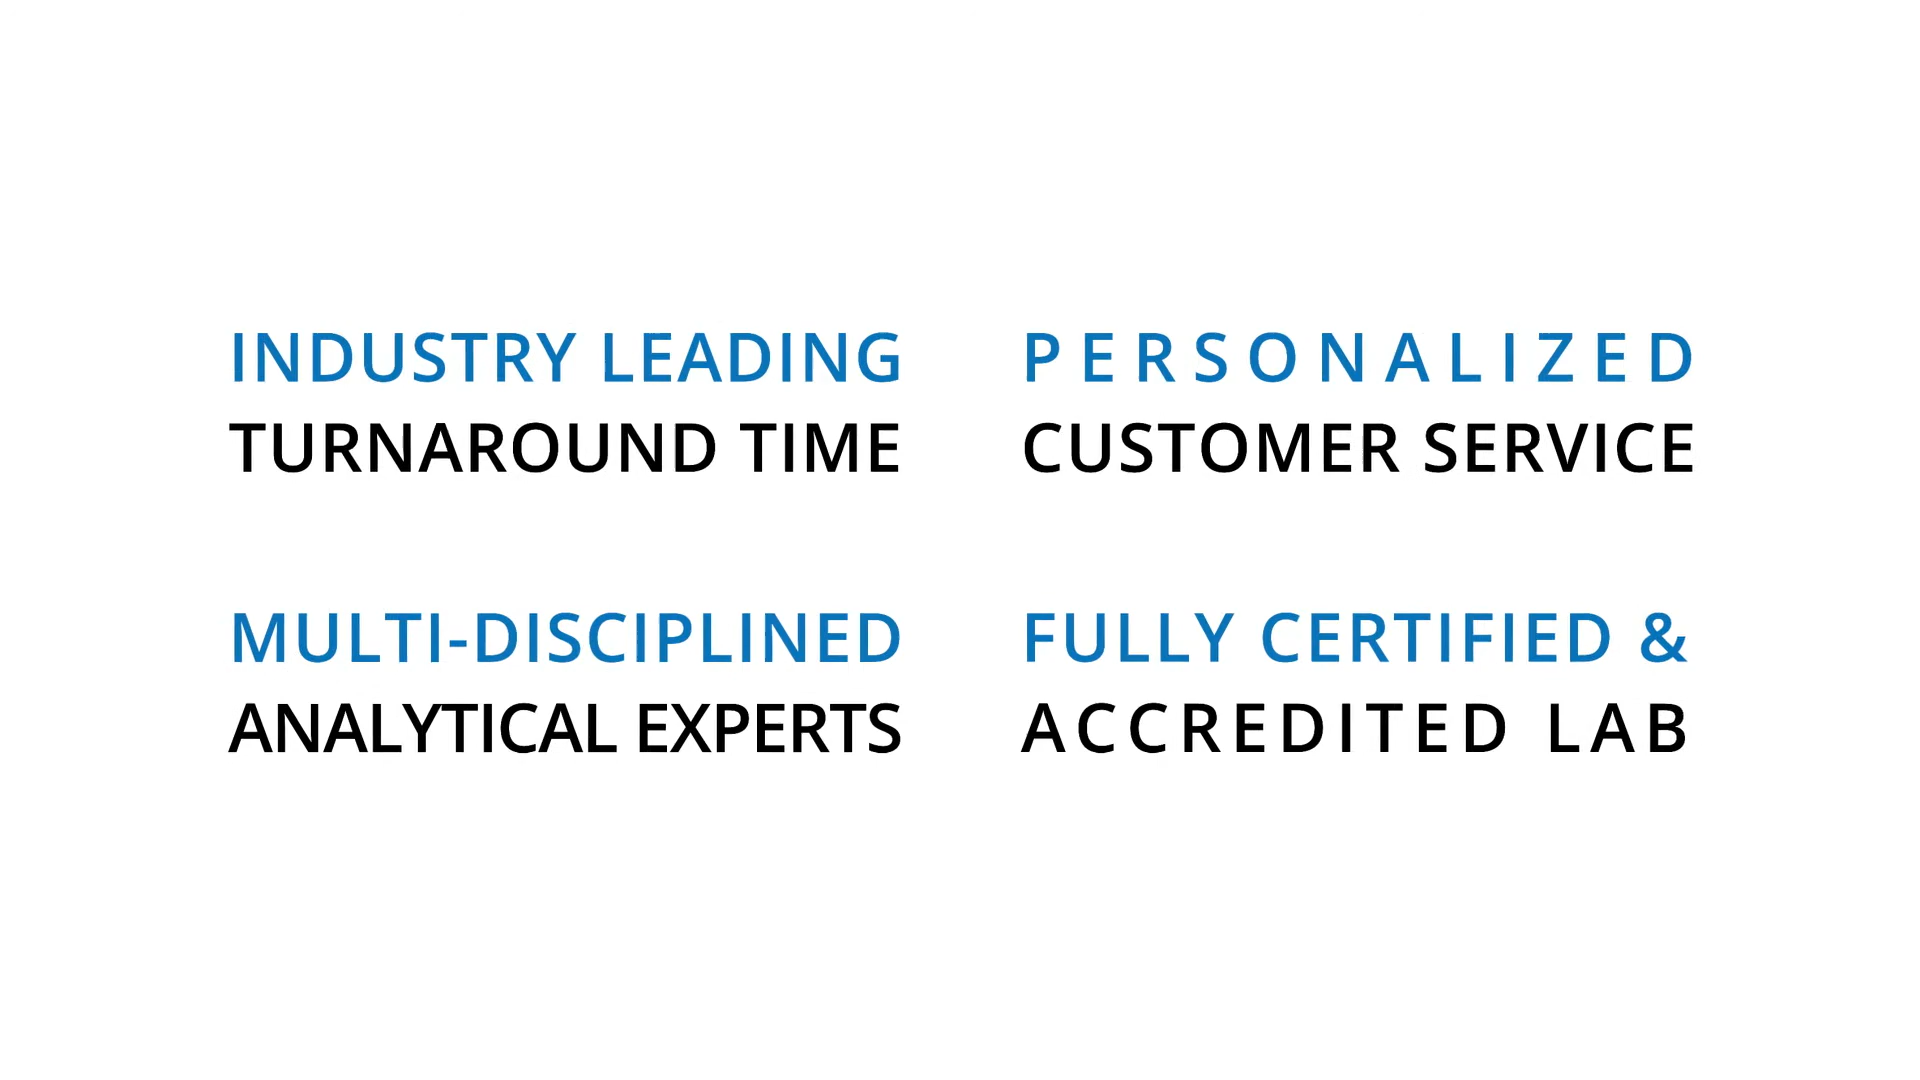 INDUSTRY LEADING
TURNAROUND TIME
PERSONALIZED
CUSTOMER SERVICE
MULTI-DISCIPLINED
ANALYTICAL EXPERTS
FULLY CERTIFIED &
ACCREDITED LAB